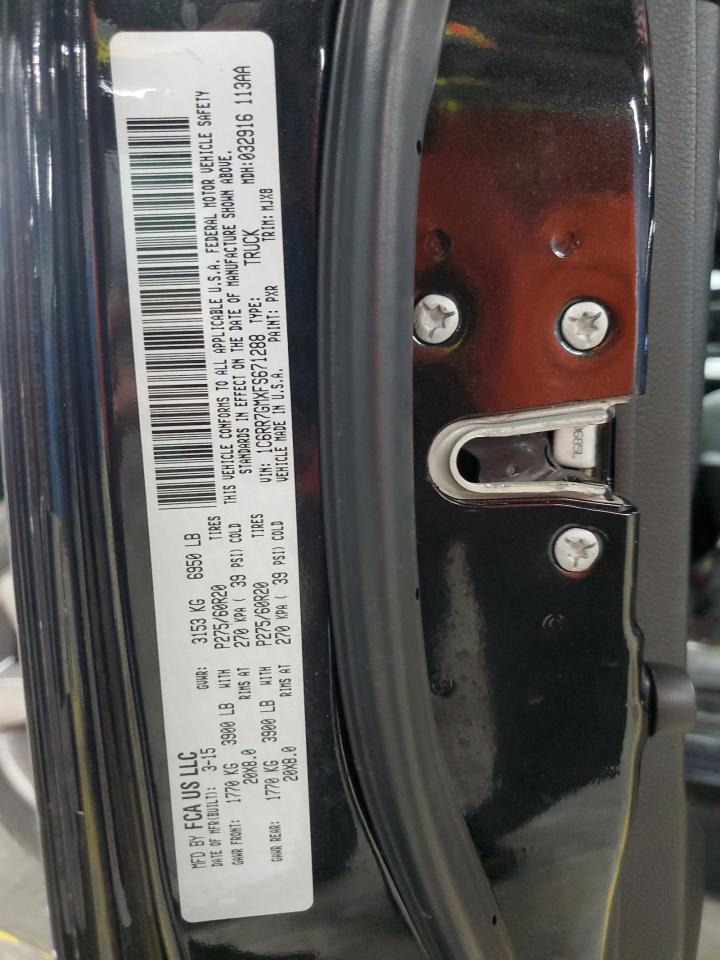 MFD BY FCA US LLC
DATE OF MFR(BUILT): 3-15 GVWR: 3153 KG 6950 LB
GAWR FRONT: 1770 KG 3900 LB WITH P275/60R20 TIRES
20X8.0 RIMS AT 270 KPA ( 39 PSI) COLD
GAWR REAR: 1770 KG 3900 LB WITH P275/60R20 TIRES
20X8.0 RIMS AT 270 KPA ( 39 PSI) COLD
THIS VEHICLE CONFORMS TO ALL APPLICABLE U.S.A. FEDERAL MOTOR VEHICLE SAFETY
STANDARDS IN EFFECT ON THE DATE OF MANUFACTURE SHOWN ABOVE.
VIN: 1C6RR7GMXFS671288 TYPE: TRUCK MDH:032916 113AA
VEHICLE MADE IN U.S.A. PAINT: PXR TRIM: MJX8